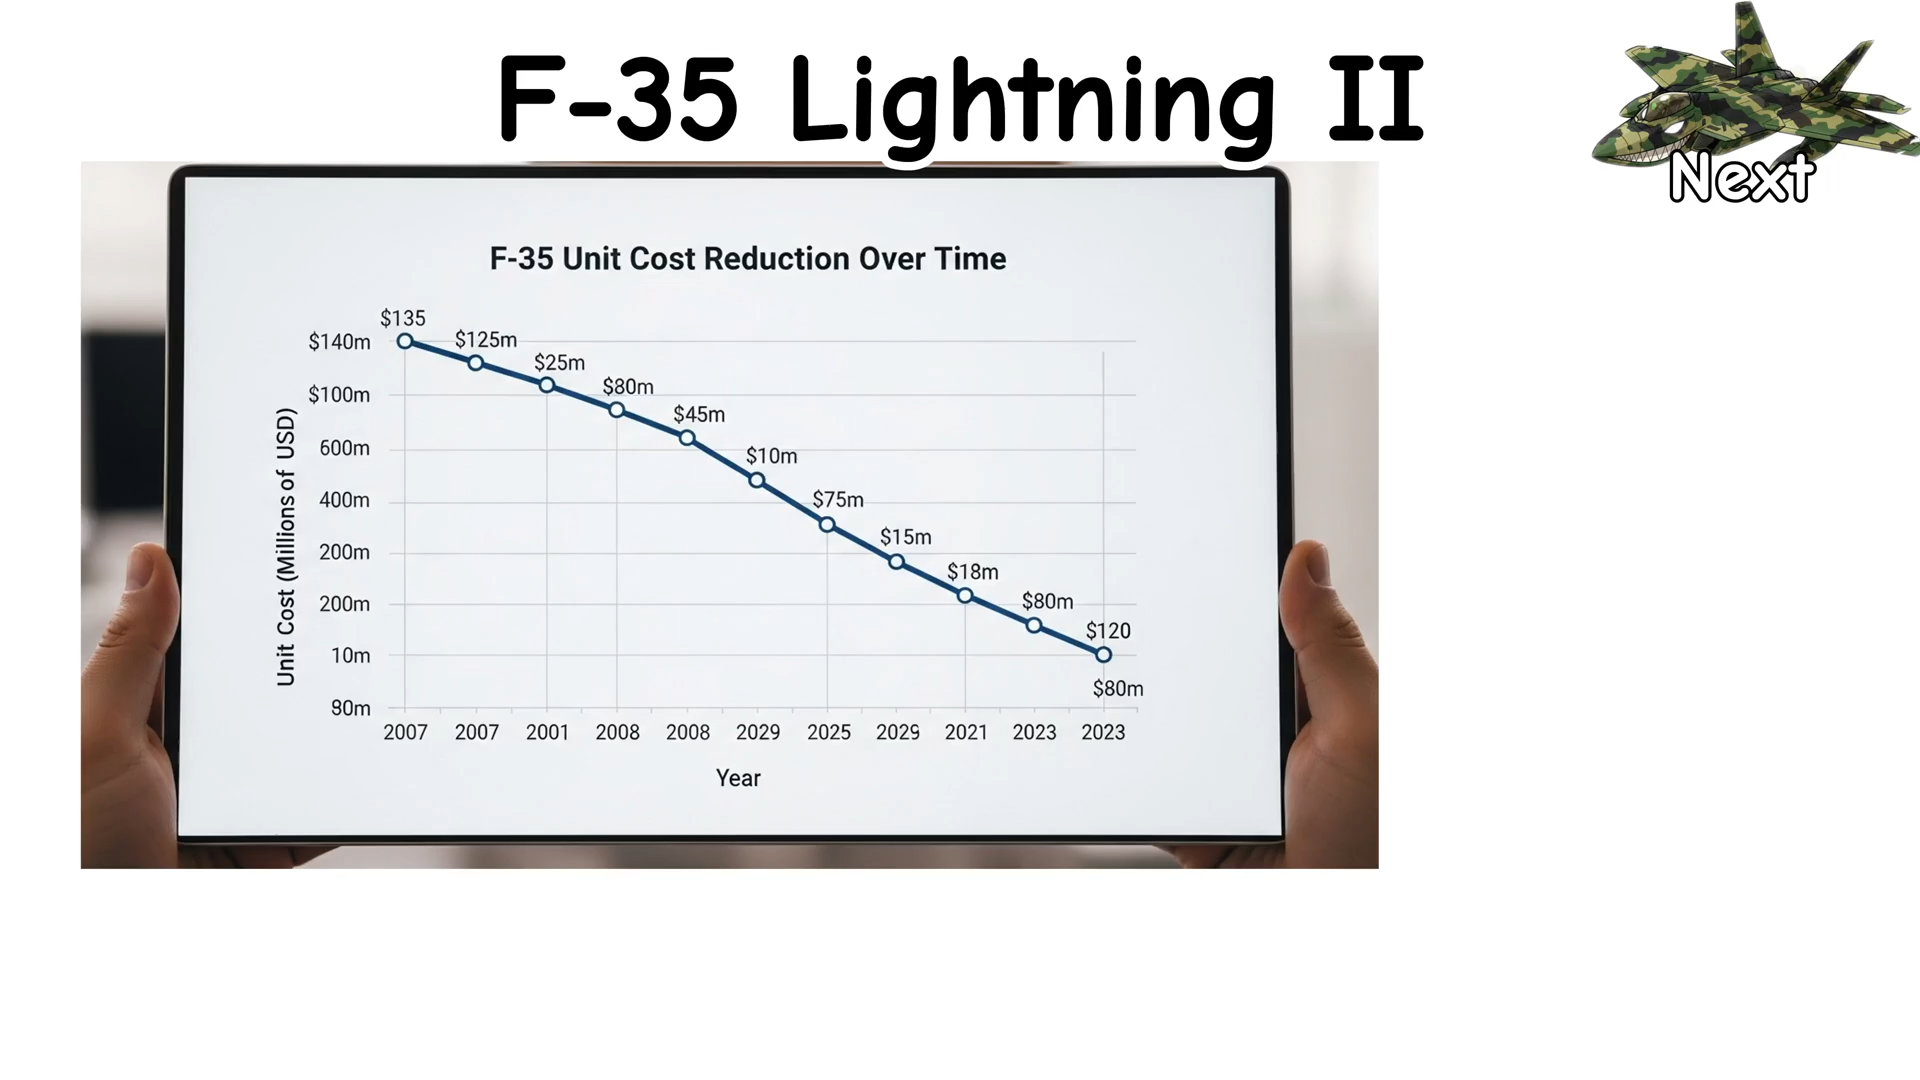 F-35 Lightning II
Next
F-35 Unit Cost Reduction Over Time
Unit Cost (Millions of USD)
$140m
$100m
600m
400m
200m
200m
10m
80m
$135
$125m
$25m
$80m
$45m
$10m
$75m
$15m
$18m
$80m
$120
$80m
2007 2007 2001 2008 2008 2029 2025 2029 2021 2023 2023
Year